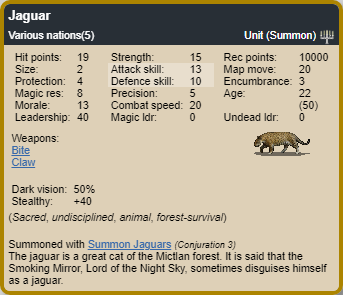 Jaguar
Various nations(5) Unit (Summon)
Hit points: 19 Strength: 15 Rec points: 10000
Size: 2 Attack skill: 13 Map move: 20
Protection: 4 Defence skill: 10 Encumbrance: 3
Magic res: 8 Precision: 5 Age: 22
Morale: 13 Combat speed: 20 (50)
Leadership: 40 Magic ldr: 0 Undead ldr: 0
Weapons:
Bite
Claw
Dark vision: 50%
Stealthy: +40
(Sacred, undisciplined, animal, forest-survival)
Summoned with Summon Jaguars (Conjuration 3)
The jaguar is a great cat of the Mictlan forest. It is said that the
Smoking Mirror, Lord of the Night Sky, sometimes disguises himself
as a jaguar.